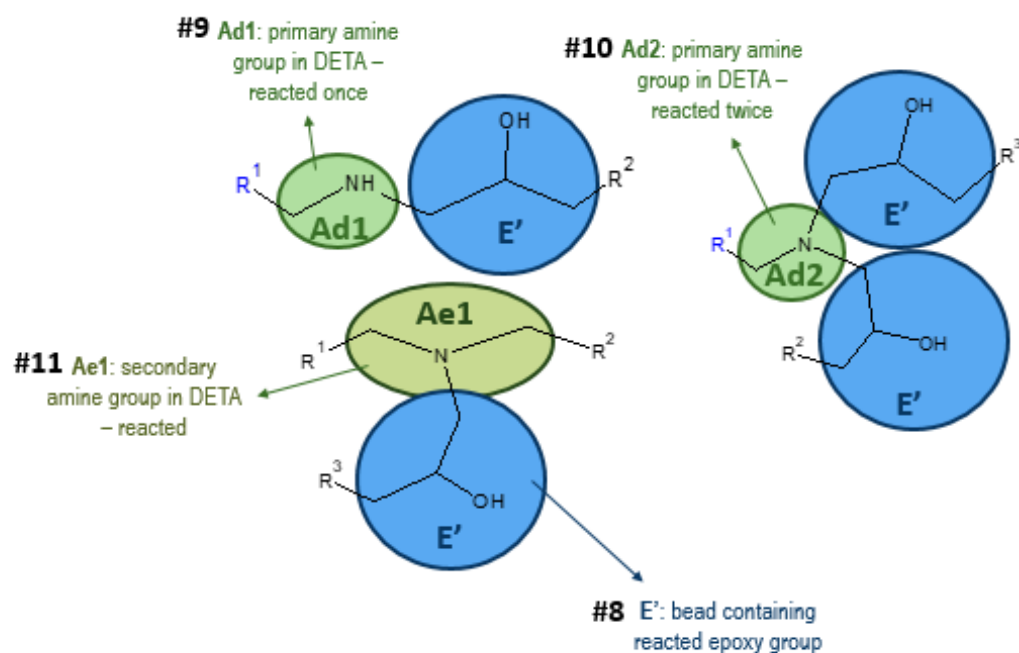 #9 Ad1: primary amine
group in DETA –
reacted once
#10 Ad2: primary amine
group in DETA –
reacted twice
OH
R1
NH
R2
Ad1
E’
OH
R3
E’
R1
N
Ad2
R2
OH
E’
Ae1
R1
N
R2
#11 Ae1: secondary
amine group in DETA
– reacted
R3
OH
E’
#8 E’: bead containing
reacted epoxy group